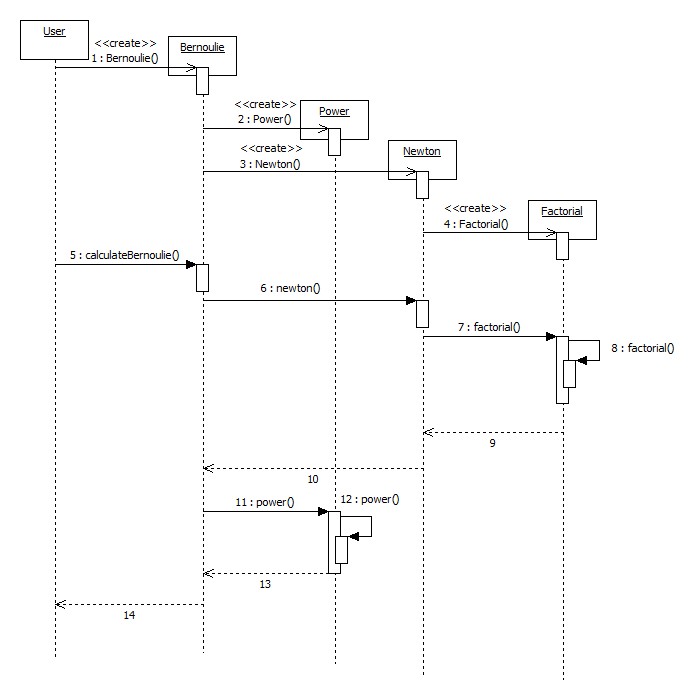 User
<<create>>
1 : Bernoulie()
Bernoulie
<<create>>
2 : Power()
Power
<<create>>
3 : Newton()
Newton
<<create>>
4 : Factorial()
Factorial
5 : calculateBernoulie()
6 : newton()
7 : factorial()
8 : factorial()
9
10
11 : power()
12 : power()
13
14